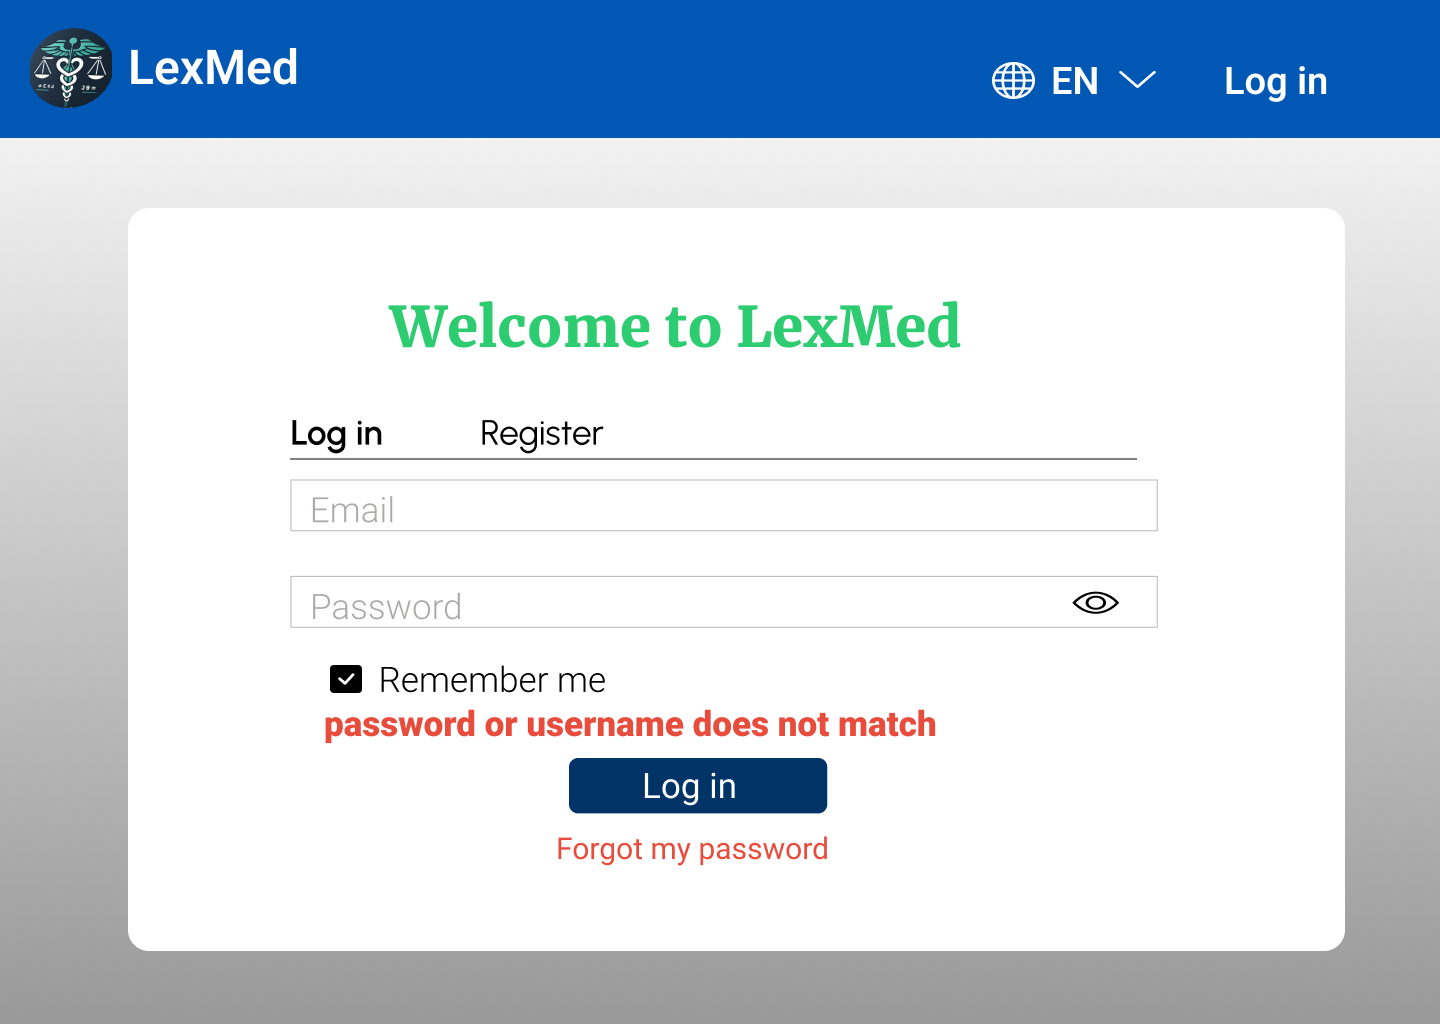 LexMed
EN
Log in
Welcome to LexMed
Log in
Register
Email
Password
Remember me
password or username does not match
Log in
Forgot my password